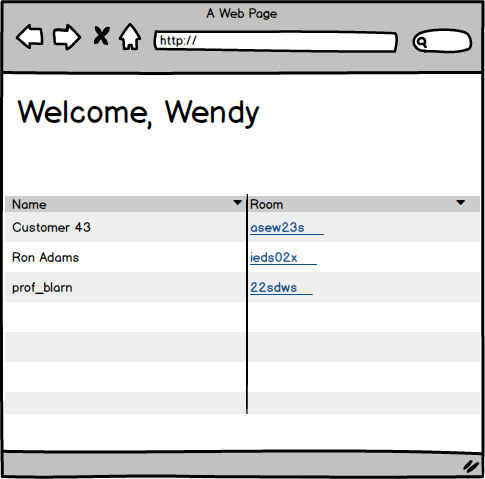 A Web Page
http://
Welcome, Wendy
Name Room
Customer 43 asew23s
Ron Adams ieds02x
prof_blarn 22sdws